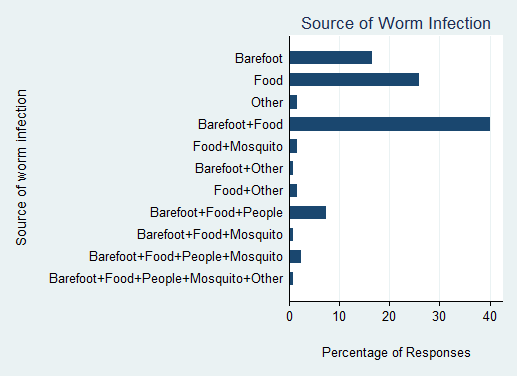 Source of Worm Infection
Source of worm infection
Barefoot
Food
Other
Barefoot+Food
Food+Mosquito
Barefoot+Other
Food+Other
Barefoot+Food+People
Barefoot+Food+Mosquito
Barefoot+Food+People+Mosquito
Barefoot+Food+People+Mosquito+Other
0 10 20 30 40
Percentage of Responses